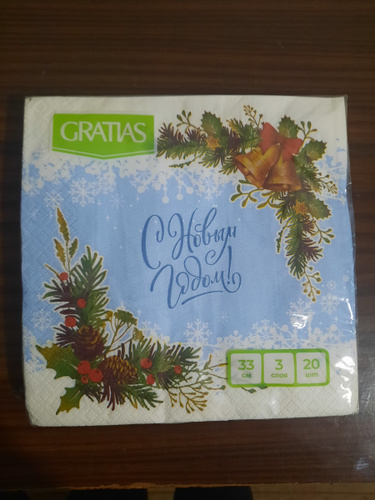 GRATIAS
С Новым
Годом!
33 3 20
см слоя шт